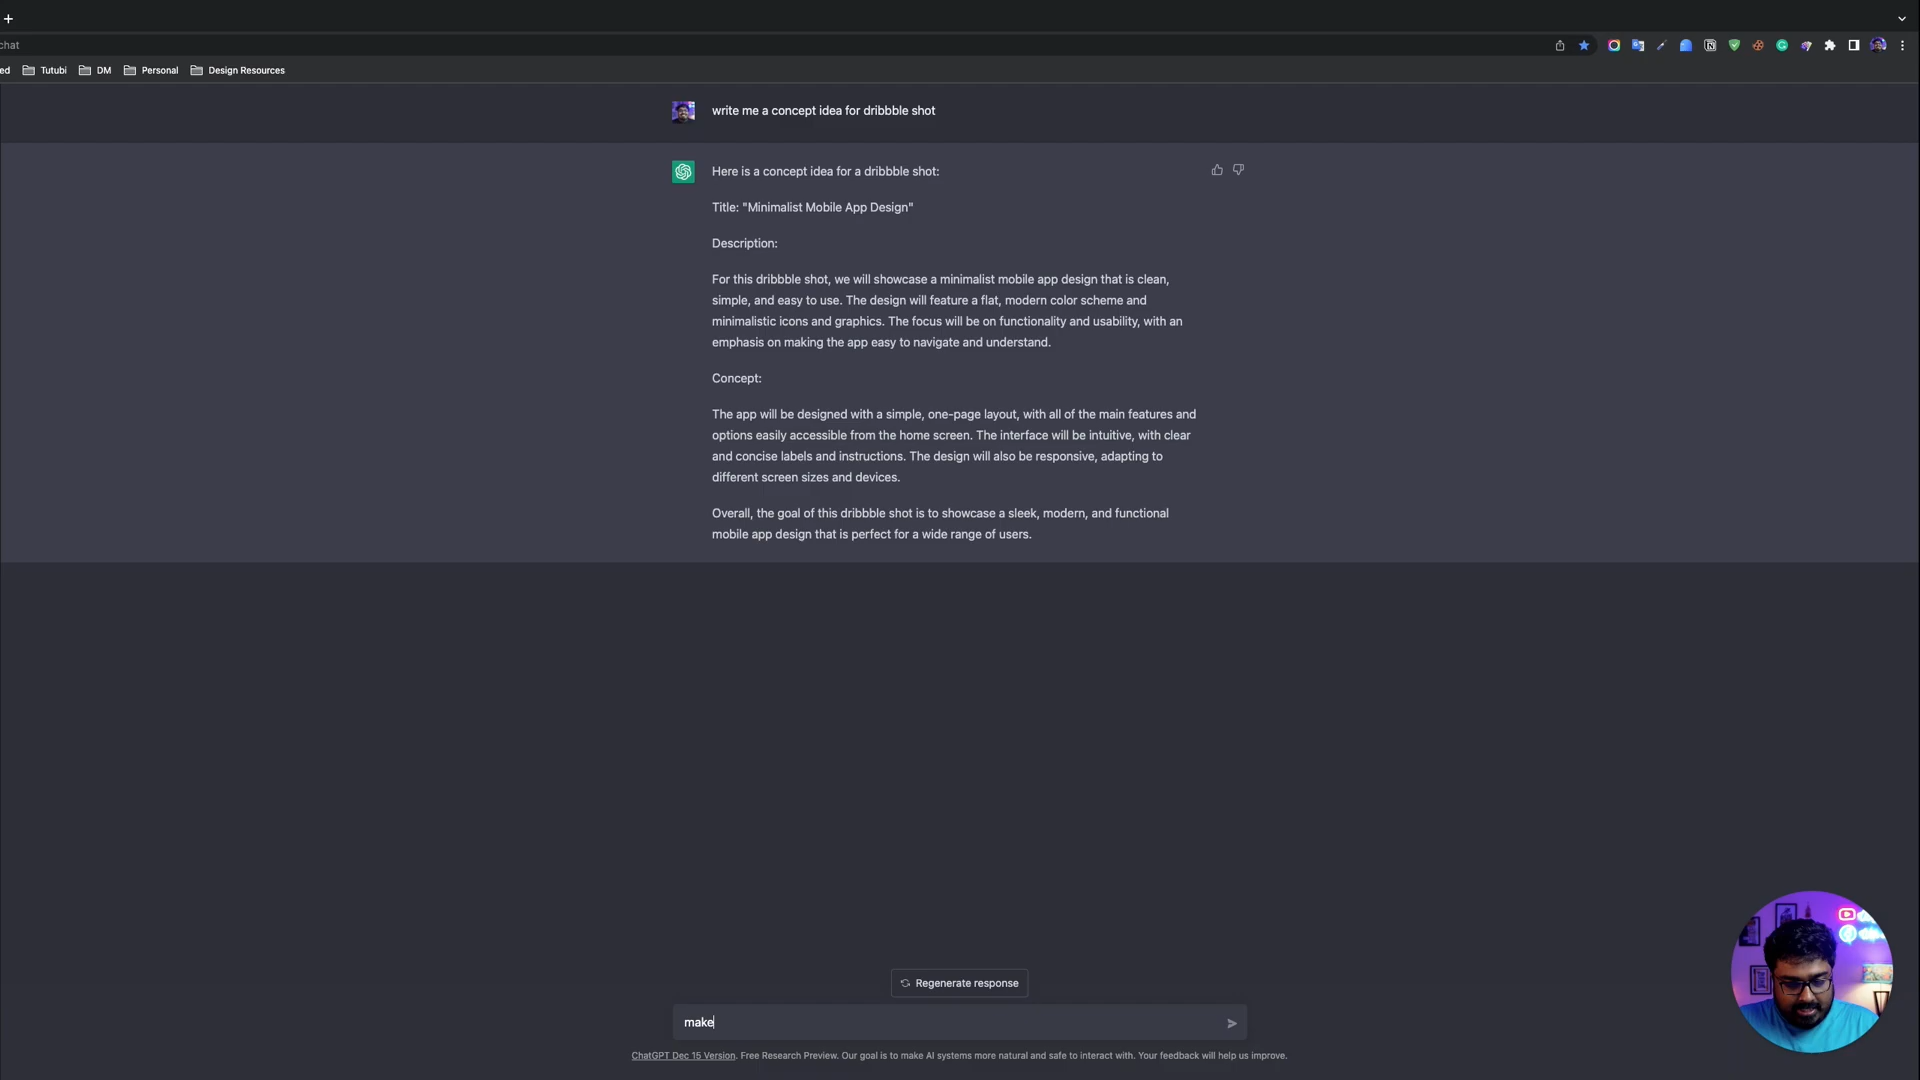 chat
ed
Tutubi
DM
Personal
Design Resources
write me a concept idea for dribbble shot
Here is a concept idea for a dribbble shot:
Title: "Minimalist Mobile App Design"
Description:
For this dribbble shot, we will showcase a minimalist mobile app design that is clean,
simple, and easy to use. The design will feature a flat, modern color scheme and
minimalistic icons and graphics. The focus will be on functionality and usability, with an
emphasis on making the app easy to navigate and understand.
Concept:
The app will be designed with a simple, one-page layout, with all of the main features and
options easily accessible from the home screen. The interface will be intuitive, with clear
and concise labels and instructions. The design will also be responsive, adapting to
different screen sizes and devices.
Overall, the goal of this dribbble shot is to showcase a sleek, modern, and functional
mobile app design that is perfect for a wide range of users.
Regenerate response
make
ChatGPT Dec 15 Version. Free Research Preview. Our goal is to make AI systems more natural and safe to interact with. Your feedback will help us improve.